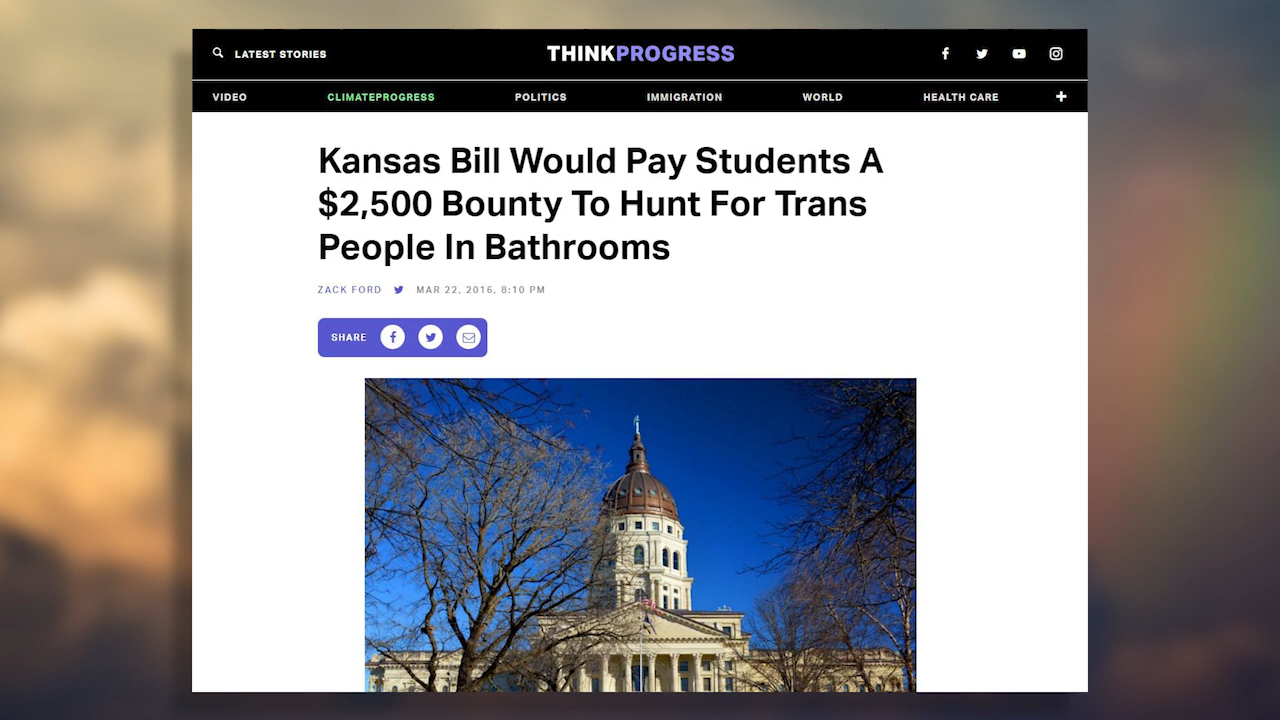 LATEST STORIES
THINKPROGRESS
VIDEO CLIMATEPROGRESS POLITICS IMMIGRATION WORLD HEALTH CARE +
Kansas Bill Would Pay Students A
$2,500 Bounty To Hunt For Trans
People In Bathrooms
ZACK FORD MAR 22, 2016, 8:10 PM
SHARE